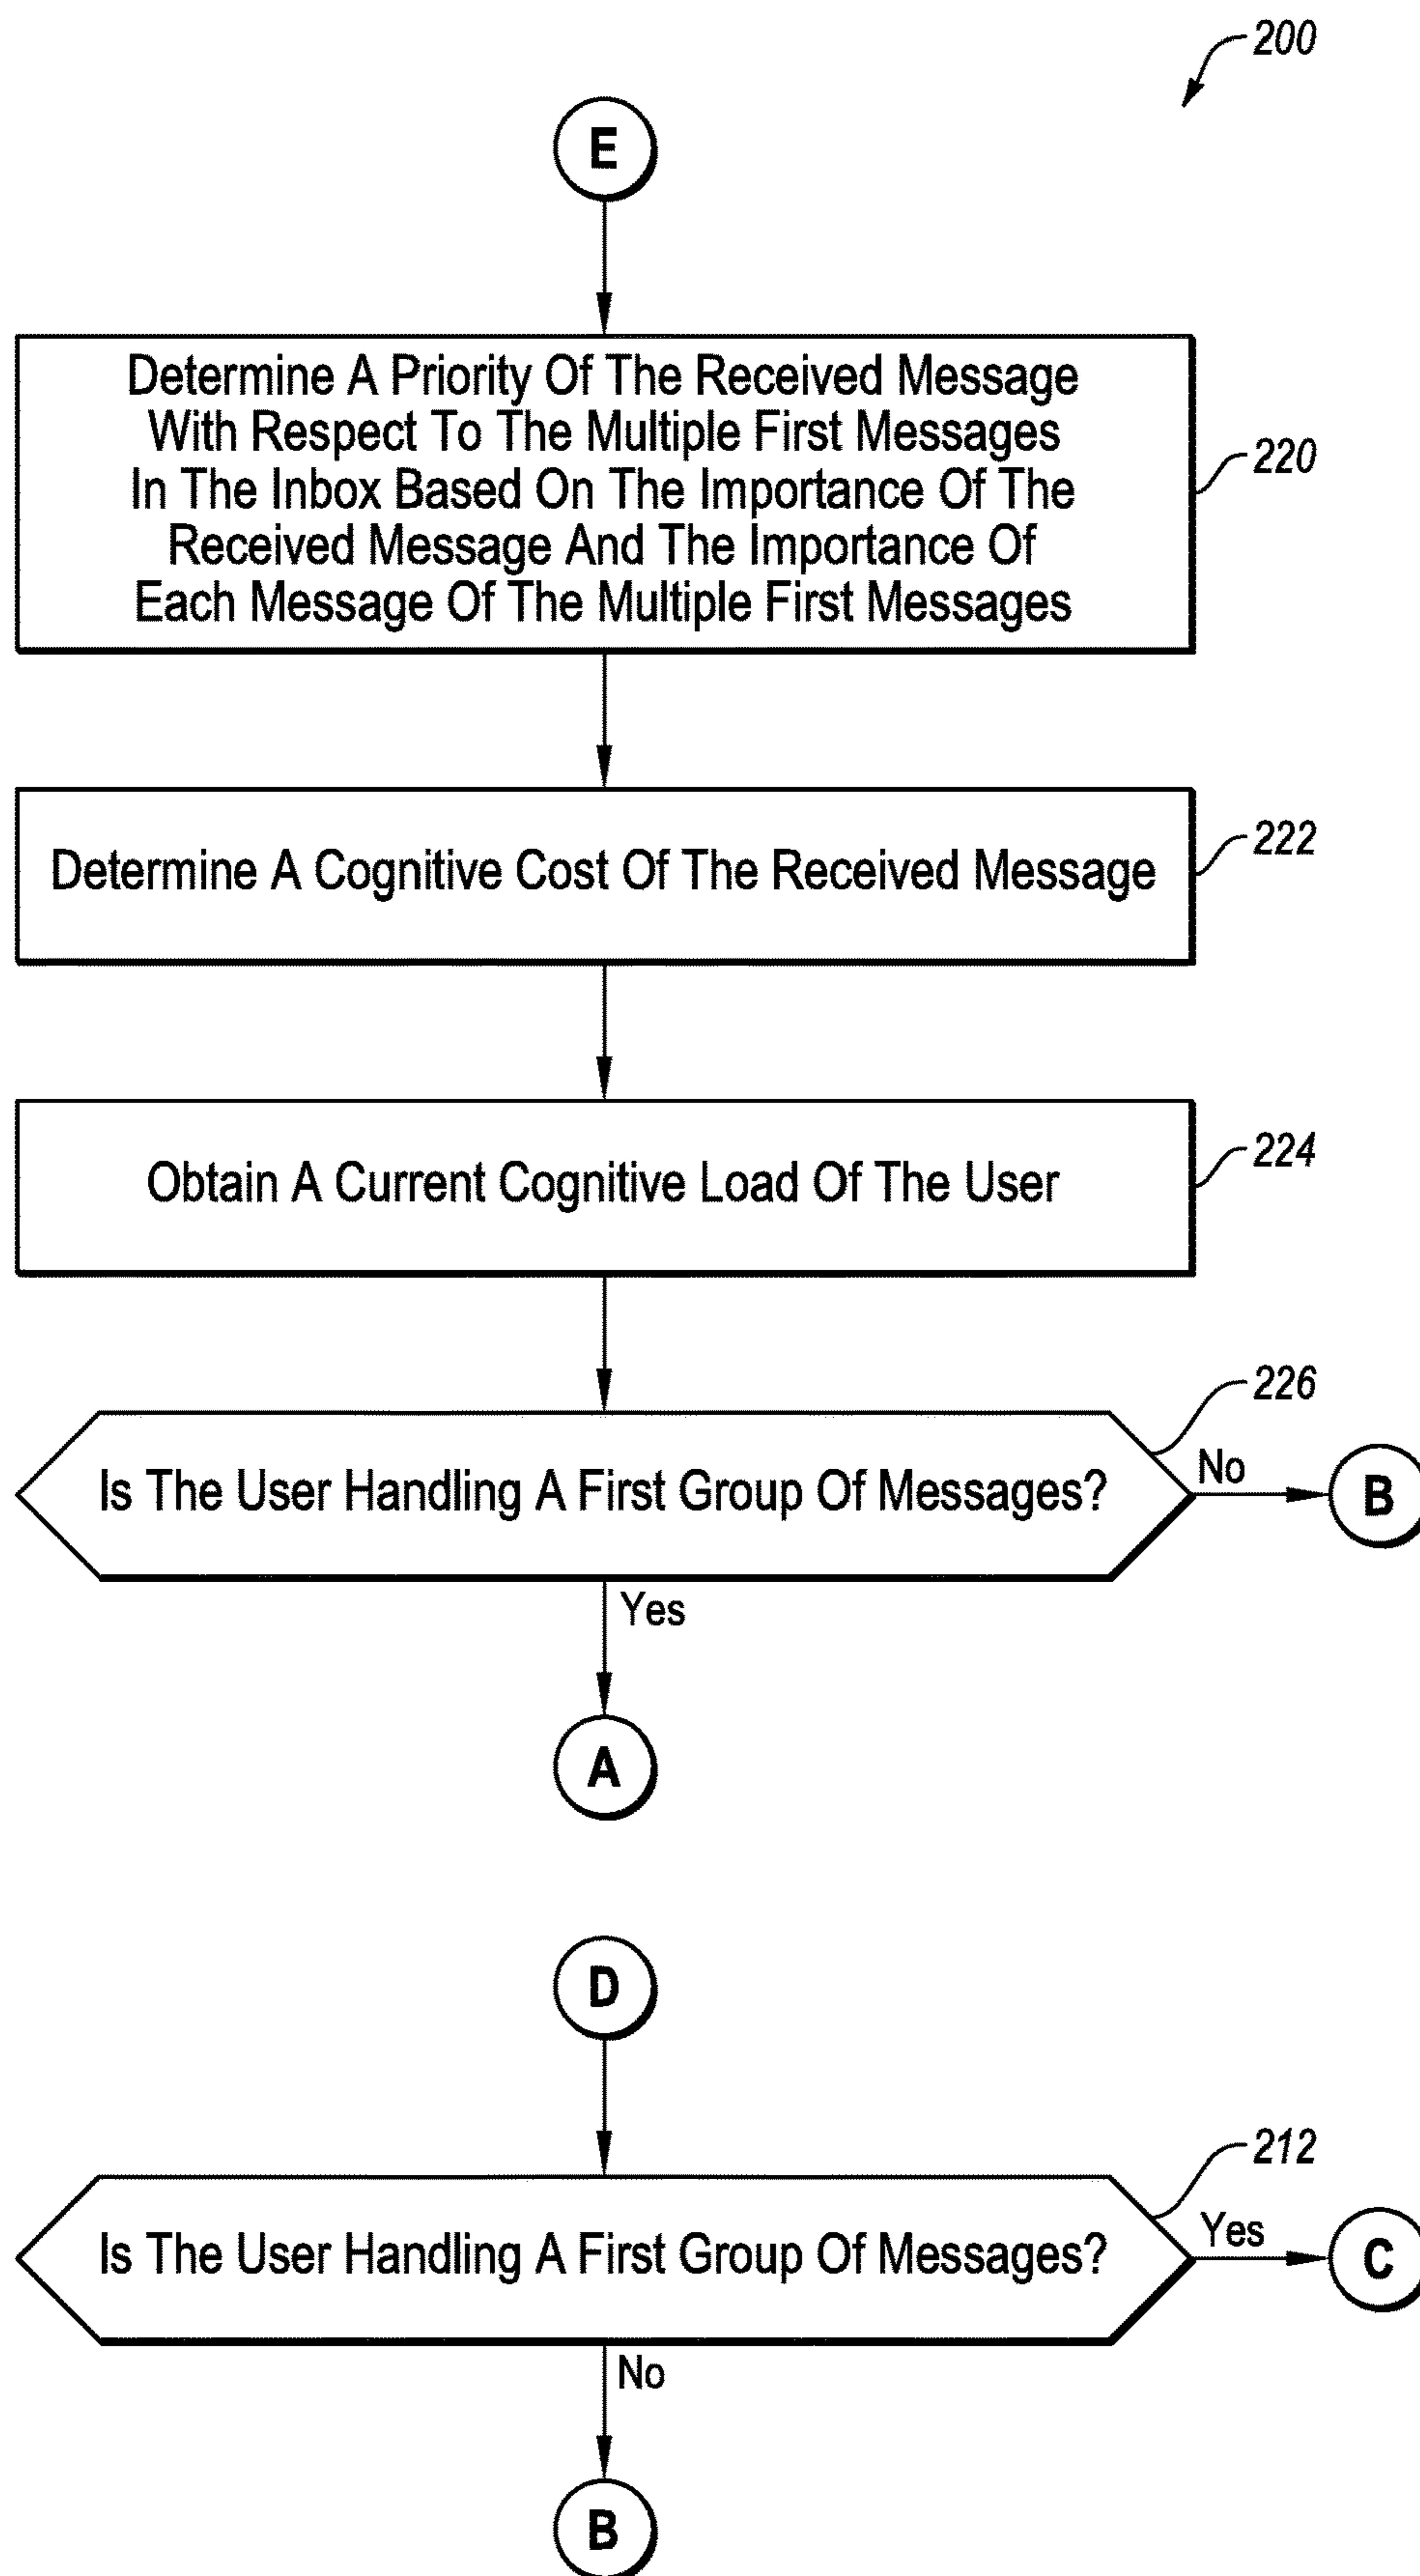 200
E
Determine A Priority Of The Received Message
With Respect To The Multiple First Messages
In The Inbox Based On The Importance Of The
Received Message And The Importance Of
Each Message Of The Multiple First Messages
220
Determine A Cognitive Cost Of The Received Message
222
Obtain A Current Cognitive Load Of The User
224
226
Is The User Handling A First Group Of Messages?
No
B
Yes
A
D
212
Is The User Handling A First Group Of Messages?
Yes
C
No
B